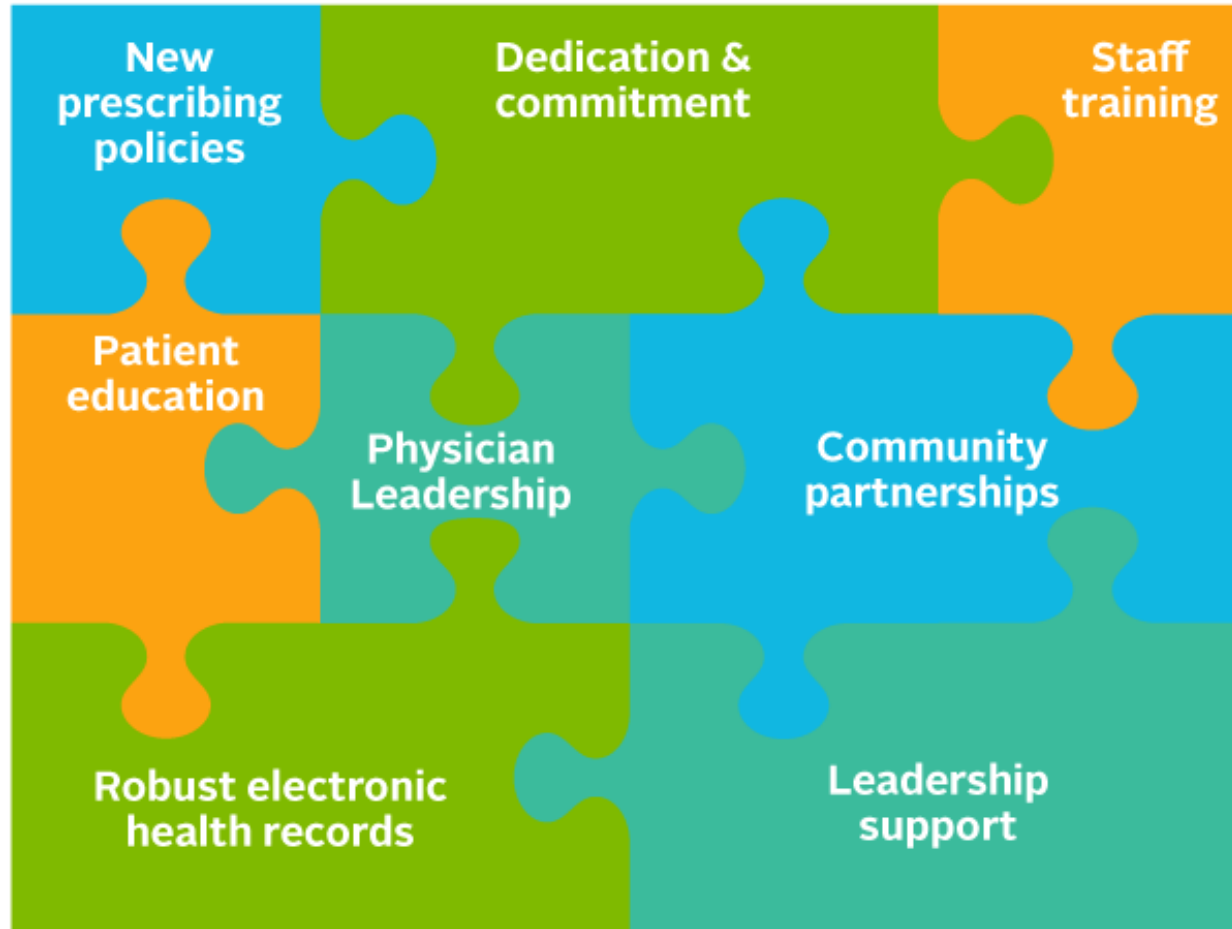 New
prescribing
policies
Dedication &
commitment
Staff
training
Patient
education
Physician
Leadership
Community
partnerships
Robust electronic
health records
Leadership
support